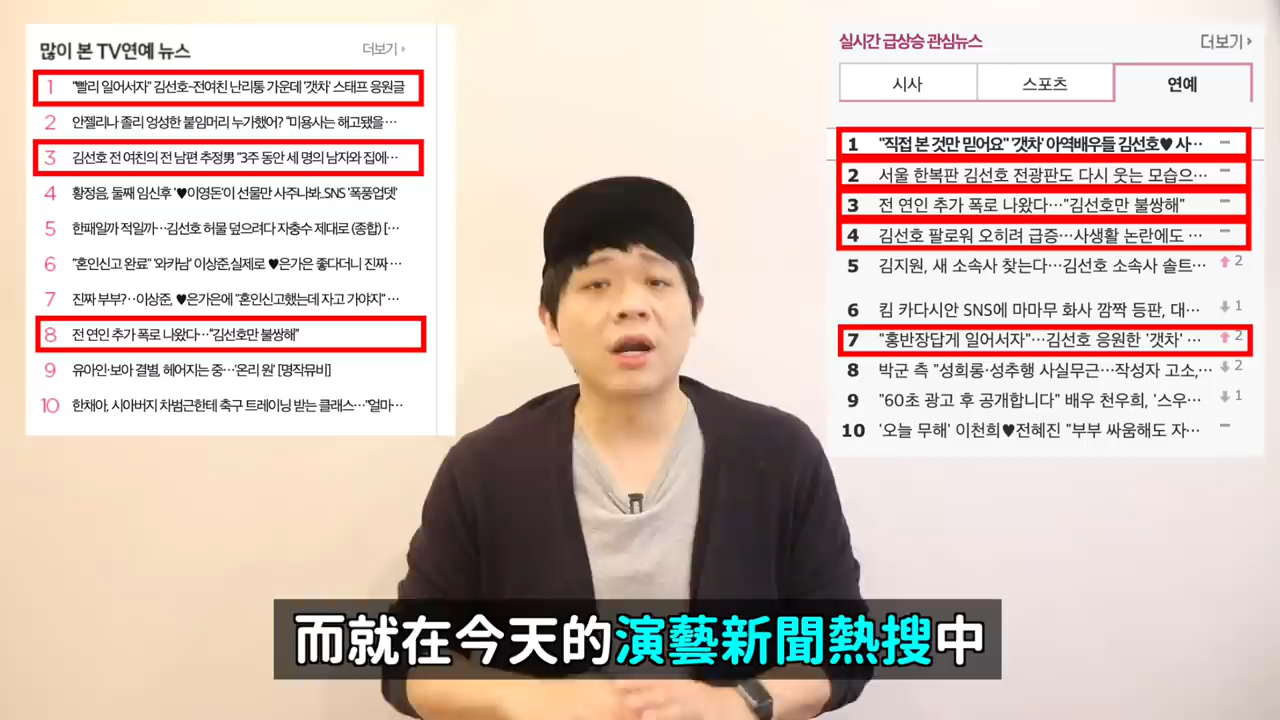 많이 본 TV연예 뉴스
더보기
1 "빨리 일어서자" 김선호-전여친 난리통 가운데 '갯차' 스태프 응원글
2 안젤리나 졸리 엉성한 붙임머리 누가했어? "미용사는 해고됐을…
3 김선호 전 여친의 전 남편 추정男 "3주 동안 세 명의 남자와 집에…
4 황정음, 둘째 임신후 '♥이영돈'이 선물만 사주나봐..SNS '폭풍업뎃'
5 한패일까 적일까…김선호 허물 덮으려다 자충수 제대로 (종합) [···
6 "혼인신고 완료" '와카남' 이상준,실제로 ♥은가은 좋다더니 진짜…
7 진짜 부부?··이상준, ♥은가은에 "혼인신고했는데 자고 가야지" …
8 전 연인 추가 폭로 나왔다…"김선호만 불쌍해"
9 유아인·보아 결별, 헤어지는 중…'온리 원' [명작뮤비]
10 한채아, 시아버지 차범근한테 축구 트레이닝 받는 클래스…"얼마…
실시간 급상승 관심뉴스
더보기
시사 스포츠 연예
1 "직접 본 것만 믿어요" '갯차' 아역배우들 김선호♥ 사…
2 서울 한복판 김선호 전광판도 다시 웃는 모습으…
3 전 연인 추가 폭로 나왔다…"김선호만 불쌍해"
4 김선호 팔로워 오히려 급증…사생활 논란에도 …
5 김지원, 새 소속사 찾는다…김선호 소속사 솔트… 2
6 킴 카다시안 SNS에 마마무 화사 깜짝 등판, 대… 1
7 "홍반장답게 일어서자"…김선호 응원한 '갯차' … 2
8 박군 측 "성희롱·성추행 사실무근…작성자 고소,… 2
9 "60초 광고 후 공개합니다" 배우 천우희, '스우… 1
10 '오늘 무해' 이천희♥전혜진 "부부 싸움해도 자…
而就在今天的演藝新聞熱搜中